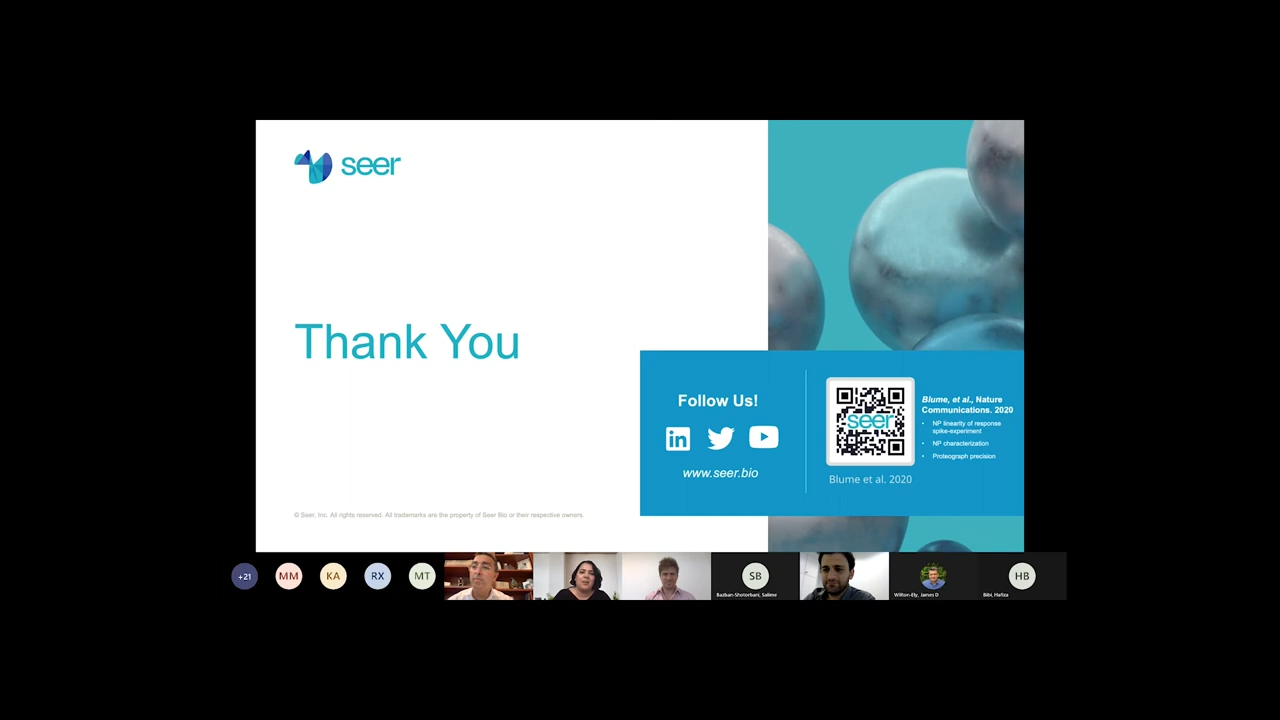 seer
Thank You
Follow Us!
in
www.seer.bio
seer
Blume et al. 2020
Blume, et al., Nature
Communications. 2020
• NP linearity of response
spike-experiment
• NP characterization
• Proteograph precision
© Seer, Inc. All rights reserved. All trademarks are the property of Seer Bio or their respective owners.
+21
MM
KA
RX
MT
SB
Bazban-Shotorbani, Salime
Wilton-Ely, James D
HB
Bibi, Hafiza